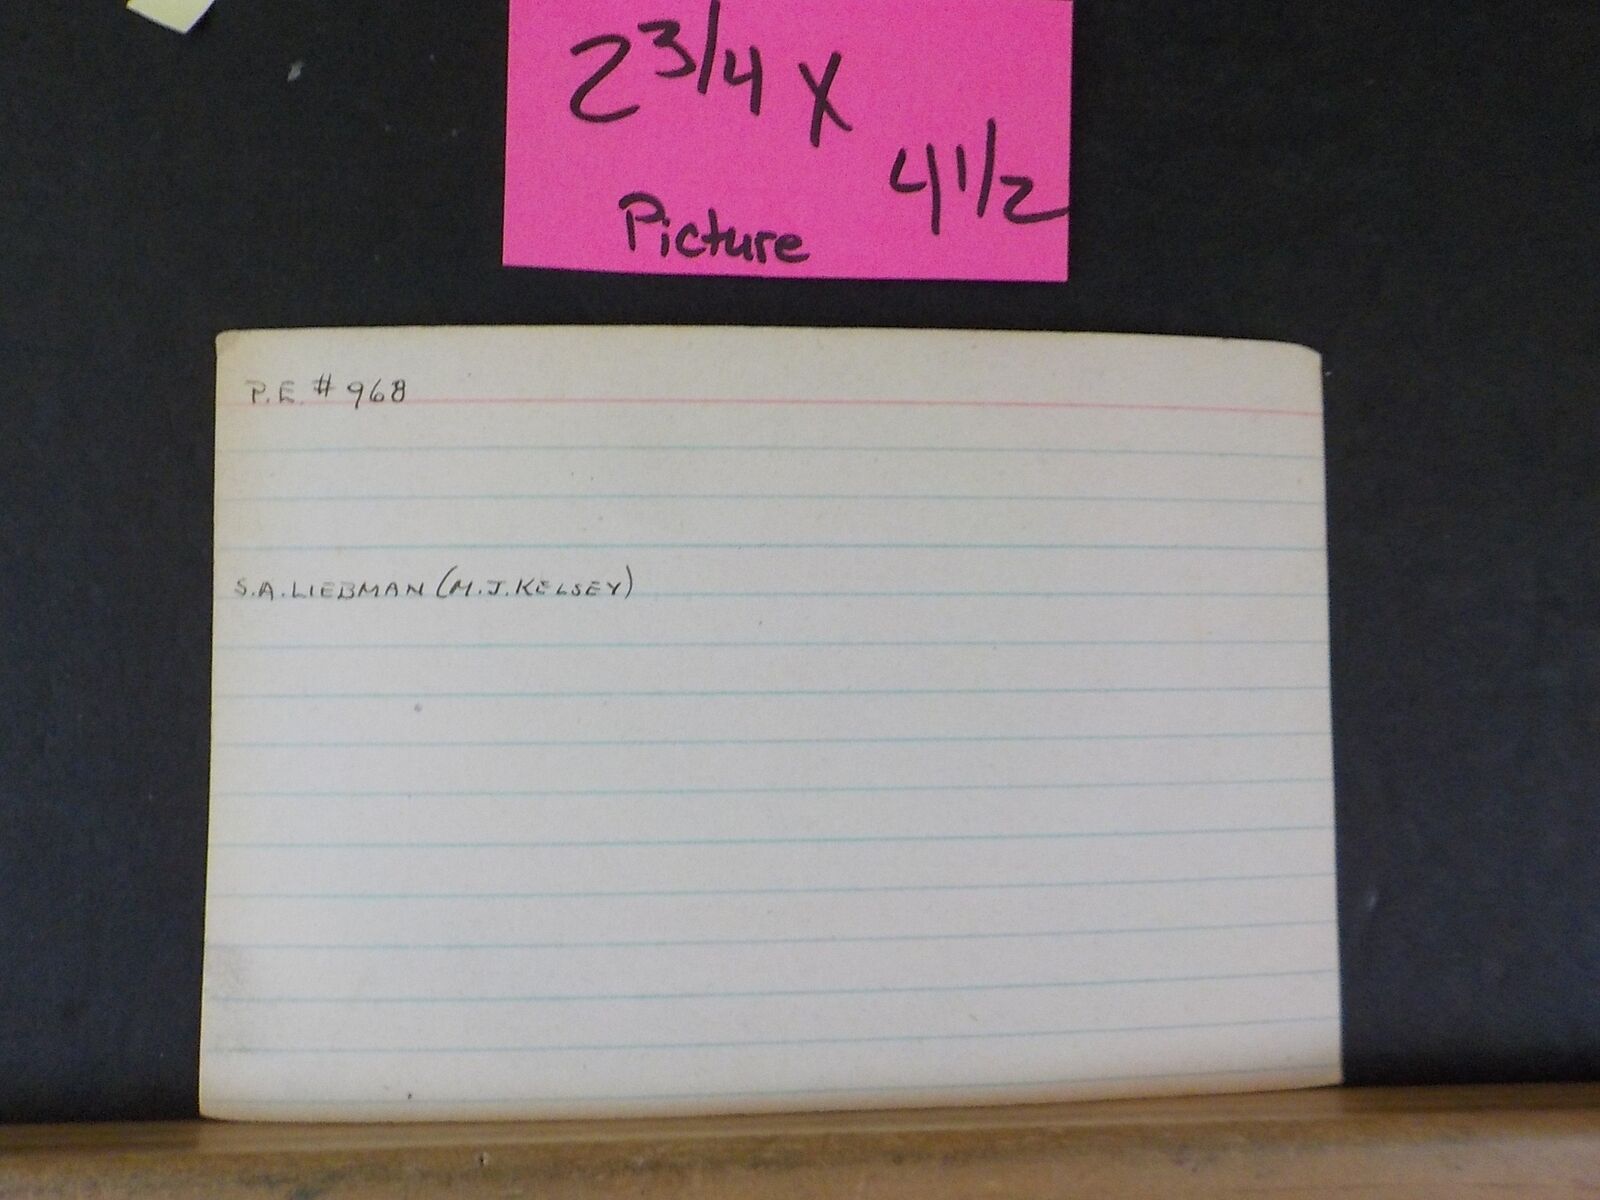 2 3/4 X
4 1/2
Picture
P.E. # 968
S.A. LIEBMAN (M.J. KELSEY)